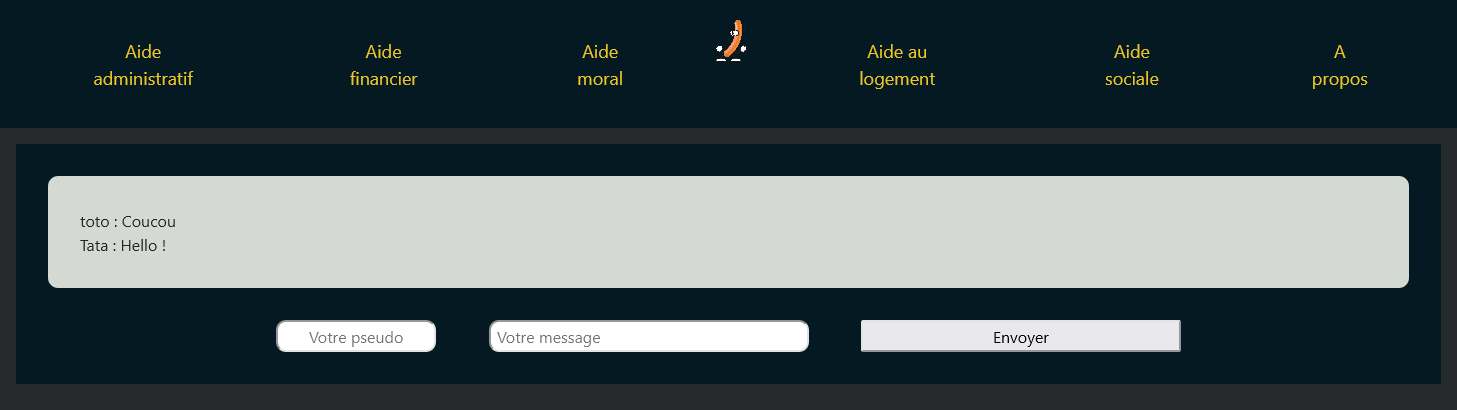 Aide
administratif
Aide
financier
Aide
moral
Aide au
logement
Aide
sociale
A
propos
toto : Coucou
Tata : Hello !
Votre pseudo
Votre message
Envoyer